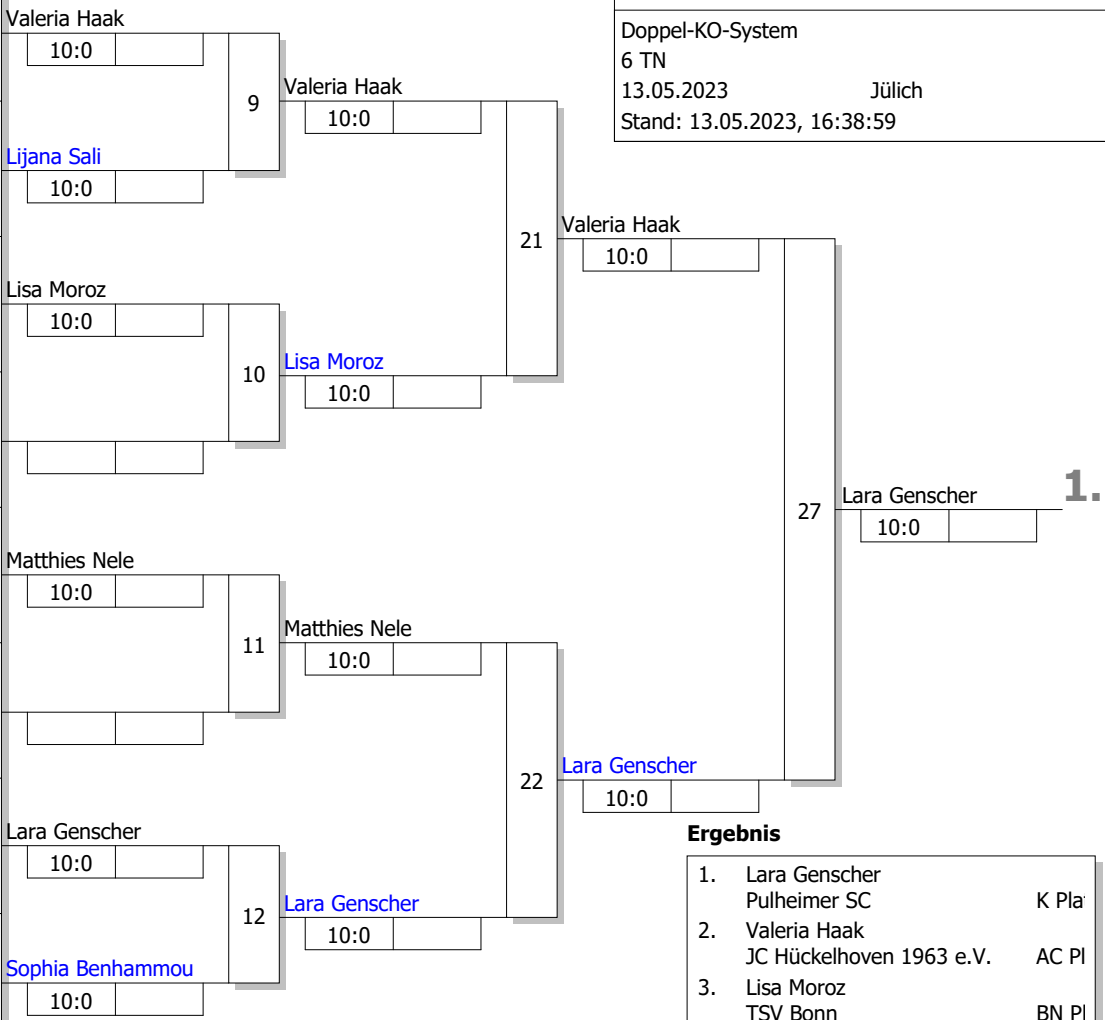 Doppel-KO-System
6 TN
13.05.2023 Jülich
Stand: 13.05.2023, 16:38:59
Valeria Haak
10:0
9
Lijana Sali
10:0
Valeria Haak
10:0
Lisa Moroz
10:0
10
Lisa Moroz
10:0
21
Valeria Haak
10:0
Matthies Nele
10:0
11
Matthies Nele
10:0
Lara Genscher
10:0
12
Sophia Benhammou
10:0
Lara Genscher
10:0
22
Lara Genscher
10:0
27
Lara Genscher
10:0
1.
Ergebnis
1. Lara Genscher
Pulheimer SC K
2. Valeria Haak
JC Hückelhoven 1963 e.V. AC
3. Lisa Moroz
TSV Bonn BN